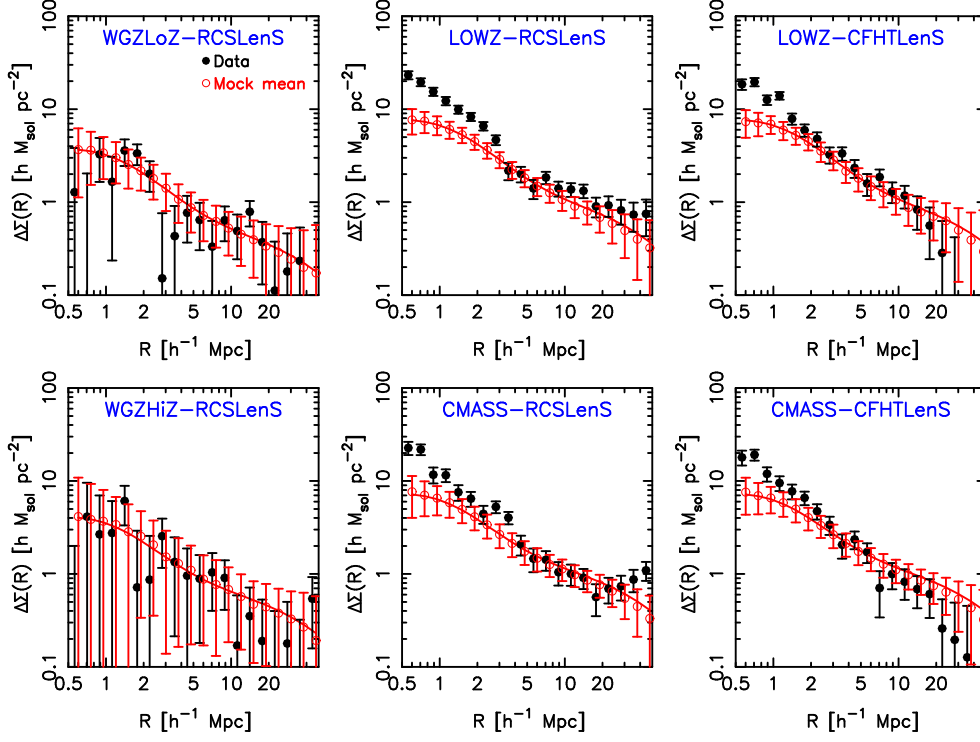 WGZLoZ-RCSLenS
Data
Mock mean
ΔΣ(R) [h M_sol pc^-2]
100
10
1
0.1
0.5 1 2 5 10 20
R [h^-1 Mpc]
LOWZ-RCSLenS
ΔΣ(R) [h M_sol pc^-2]
100
10
1
0.1
0.5 1 2 5 10 20
R [h^-1 Mpc]
LOWZ-CFHTLenS
ΔΣ(R) [h M_sol pc^-2]
100
10
1
0.1
0.5 1 2 5 10 20
R [h^-1 Mpc]
WGZHiZ-RCSLenS
ΔΣ(R) [h M_sol pc^-2]
100
10
1
0.1
0.5 1 2 5 10 20
R [h^-1 Mpc]
CMASS-RCSLenS
ΔΣ(R) [h M_sol pc^-2]
100
10
1
0.1
0.5 1 2 5 10 20
R [h^-1 Mpc]
CMASS-CFHTLenS
ΔΣ(R) [h M_sol pc^-2]
100
10
1
0.1
0.5 1 2 5 10 20
R [h^-1 Mpc]